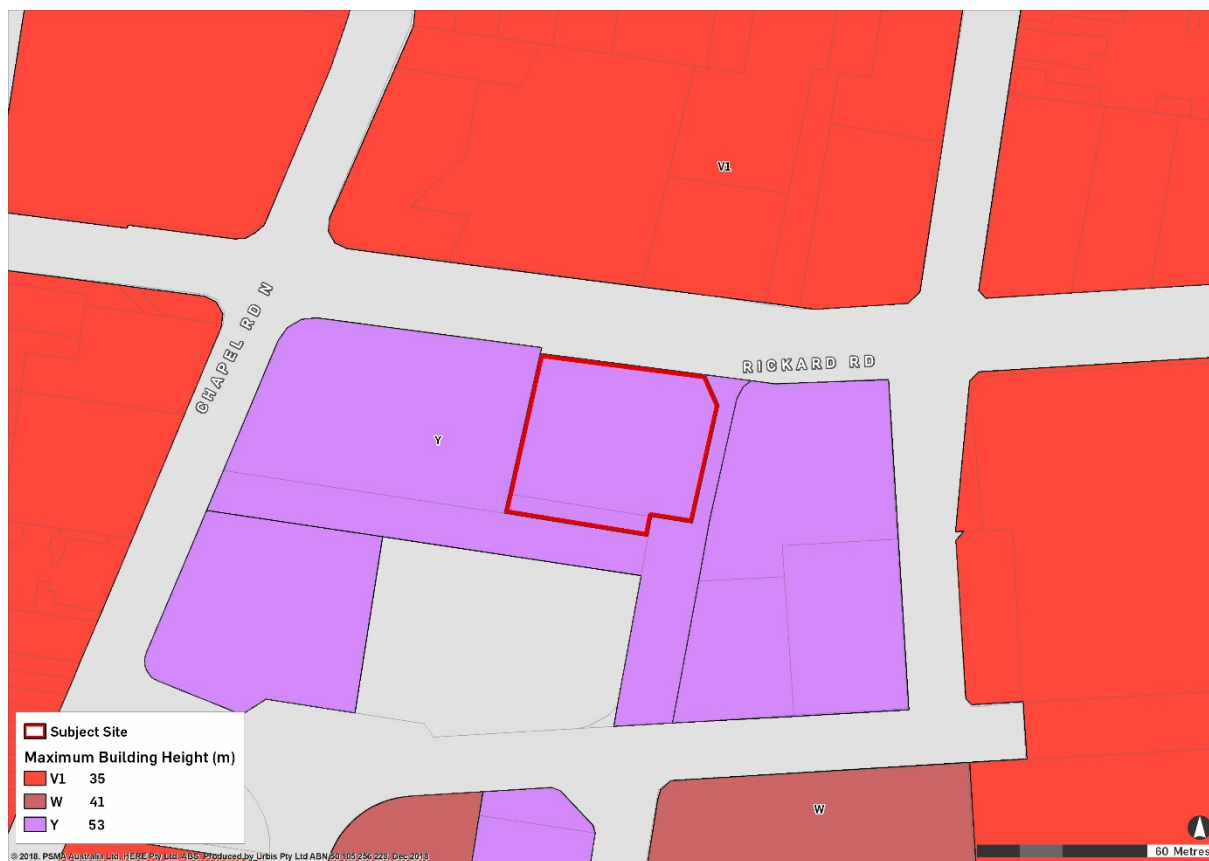 V1
CHAPEL RD N
RICKARD RD
Y
W
Subject Site
Maximum Building Height (m)
V1 35
W 41
Y 53
© 2018. PSMA Australia Ltd, HERE Pty Ltd. ABS. Produced by Urbis Pty Ltd ABN 50 105 256 228, Dec 2018
60 Metres